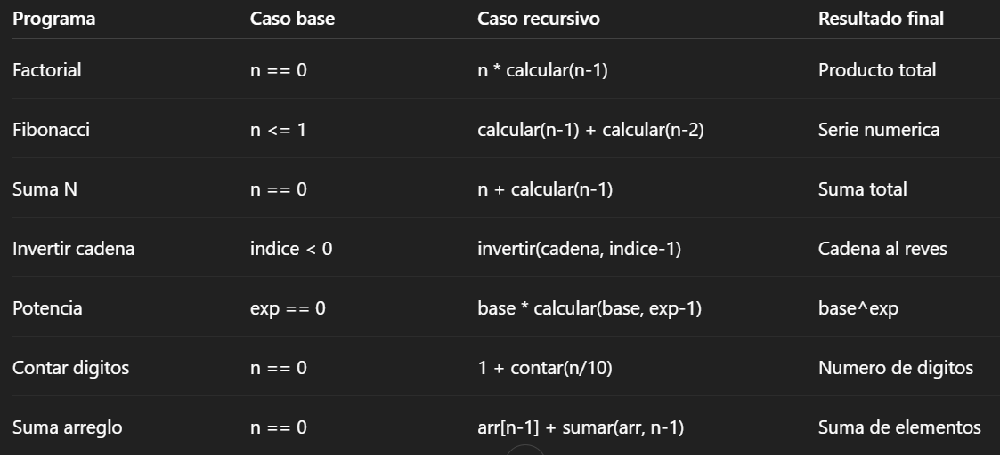 Programa Caso base Caso recursivo Resultado final
Factorial n == 0 n * calcular(n-1) Producto total
Fibonacci n <= 1 calcular(n-1) + calcular(n-2) Serie numerica
Suma N n == 0 n + calcular(n-1) Suma total
Invertir cadena indice < 0 invertir(cadena, indice-1) Cadena al reves
Potencia exp == 0 base * calcular(base, exp-1) base^exp
Contar digitos n == 0 1 + contar(n/10) Numero de digitos
Suma arreglo n == 0 arr[n-1] + sumar(arr, n-1) Suma de elementos